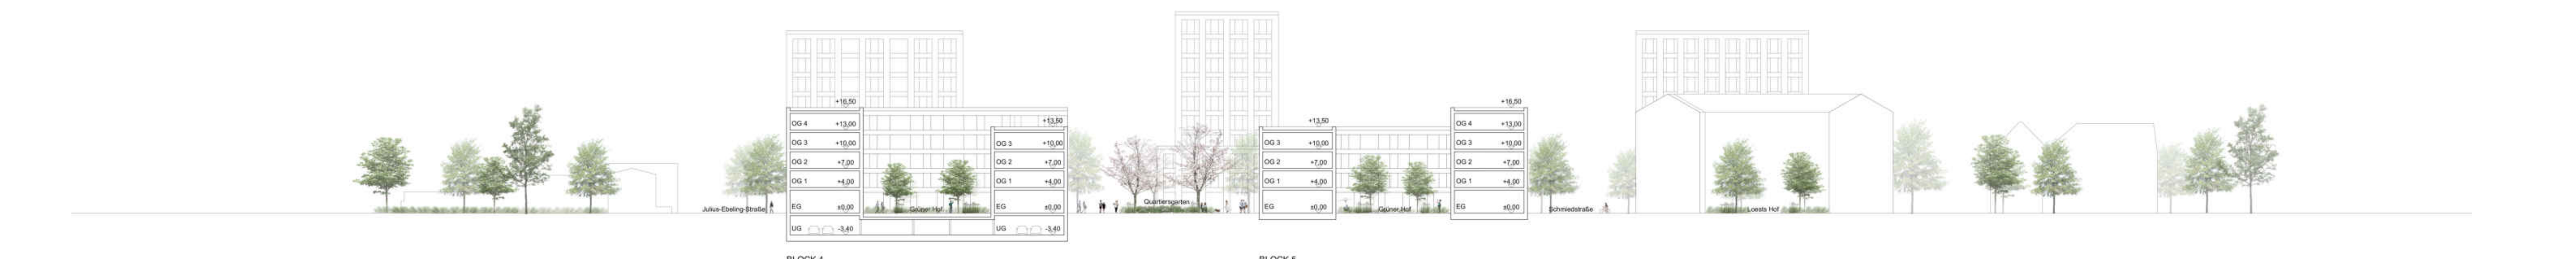 +16,50
OG 4 +13,00
OG 3 +10,00
OG 2 +7,00
OG 1 +4,00
EG ±0,00
UG -3,40
Julius-Ebeling-Straße
Grüner Hof
+13,50
OG 3 +10,00
OG 2 +7,00
OG 1 +4,00
EG ±0,00
UG -3,40
Quartiersgarten
+13,50
OG 3 +10,00
OG 2 +7,00
OG 1 +4,00
EG ±0,00
Grüner Hof
+16,50
OG 4 +13,00
OG 3 +10,00
OG 2 +7,00
OG 1 +4,00
EG ±0,00
Schmiedstraße
Loests Hof